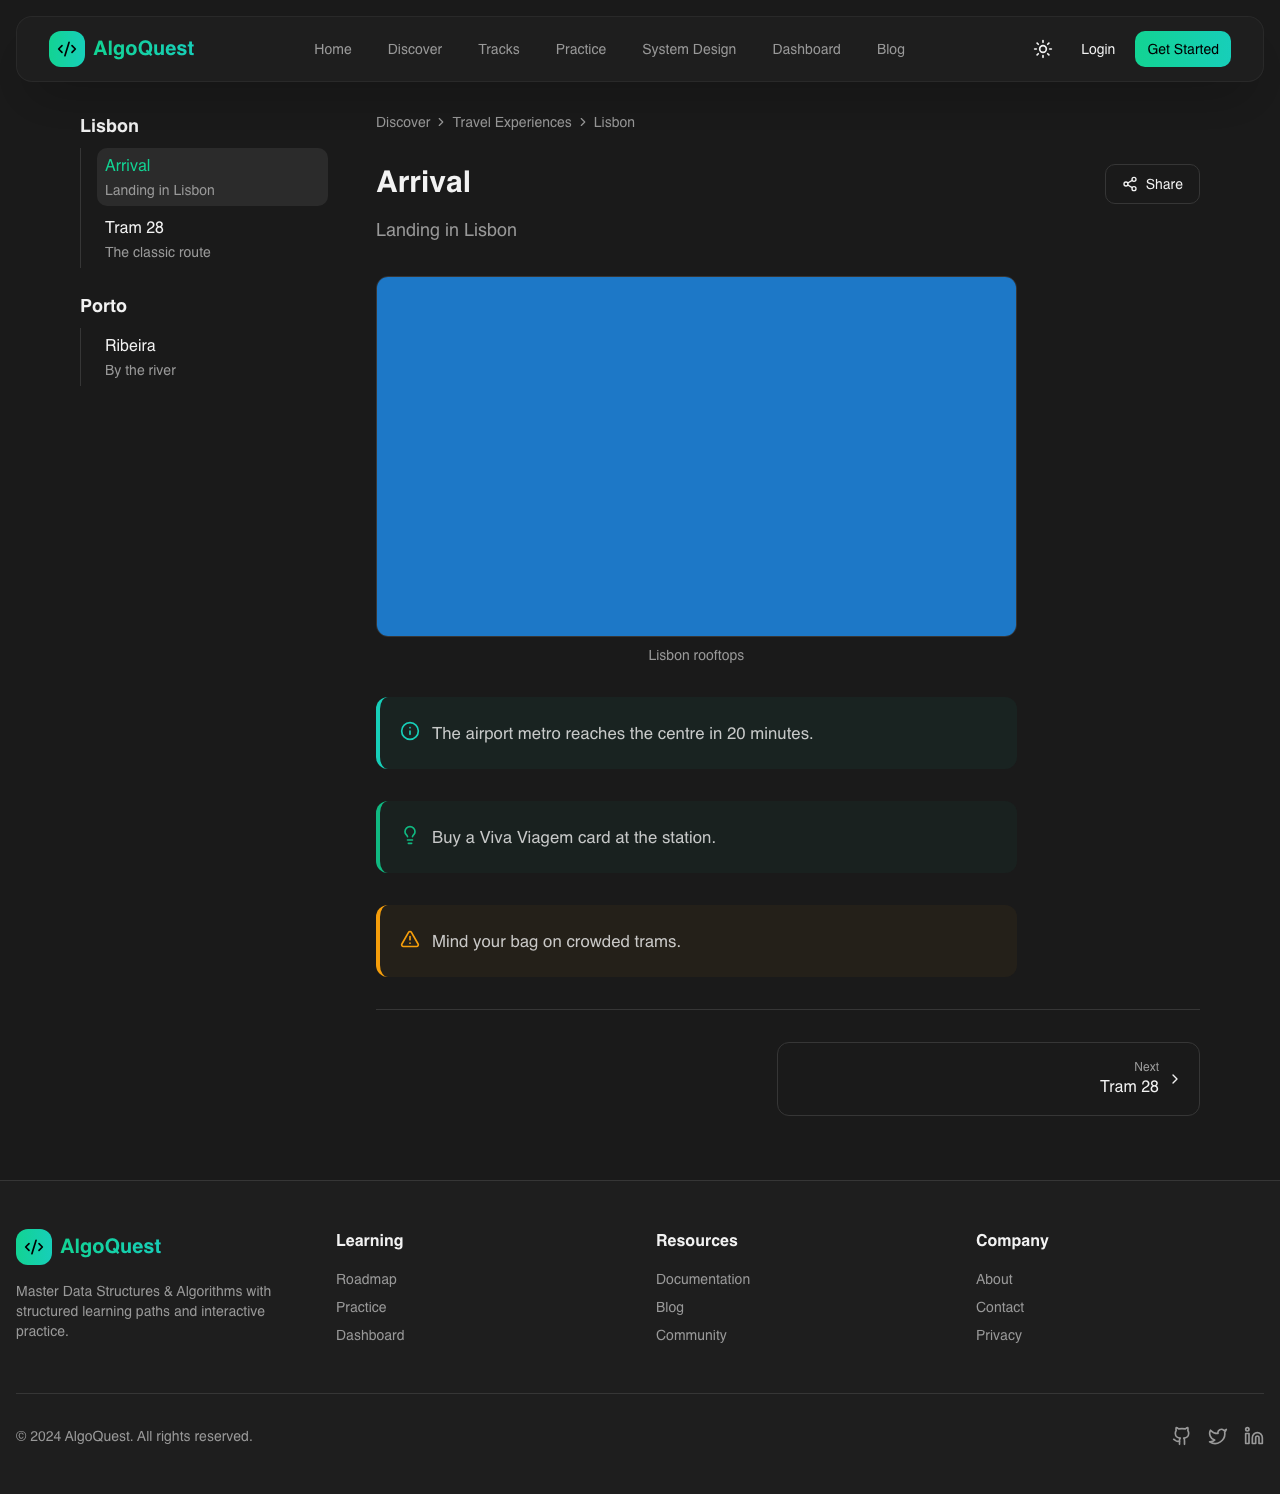 AlgoQuest
Home Discover Tracks Practice System Design Dashboard Blog
Login Get Started
Lisbon
Arrival
Landing in Lisbon
Tram 28
The classic route
Porto
Ribeira
By the river
Discover > Travel Experiences > Lisbon
Arrival
Share
Landing in Lisbon
Lisbon rooftops
The airport metro reaches the centre in 20 minutes.
Buy a Viva Viagem card at the station.
Mind your bag on crowded trams.
Next
Tram 28
AlgoQuest
Master Data Structures & Algorithms with
structured learning paths and interactive
practice.
Learning
Roadmap
Practice
Dashboard
Resources
Documentation
Blog
Community
Company
About
Contact
Privacy
© 2024 AlgoQuest. All rights reserved.